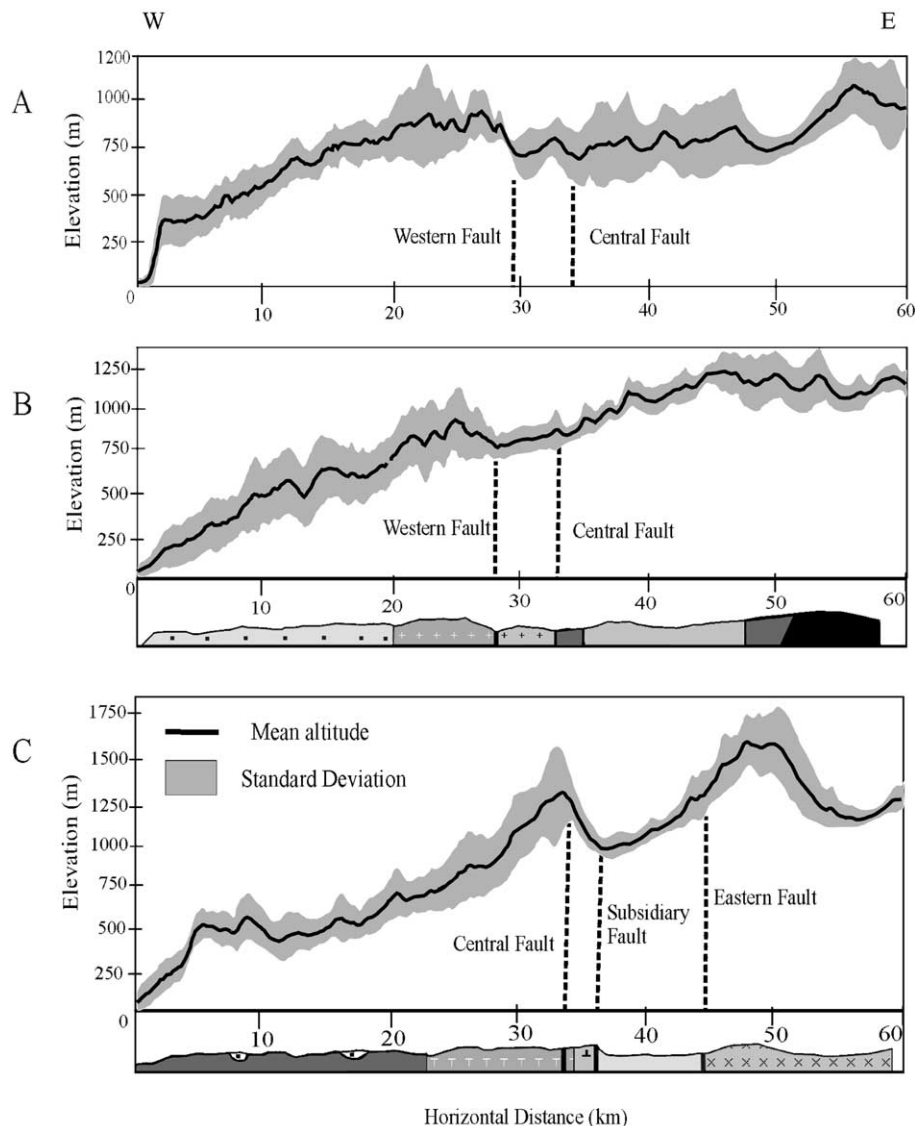 W E
A
Elevation (m)
1200
1000
750
500
250
0
Western Fault
Central Fault
10 20 30 40 50 60
B
Elevation (m)
1250
1000
750
500
250
0
Western Fault
Central Fault
10 20 30 40 50 60
C
Elevation (m)
1750
1500
1250
1000
750
500
250
0
Mean altitude
Standard Deviation
Central Fault
Subsidiary
Fault
Eastern Fault
10 20 30 40 50 60
Horizontal Distance (km)